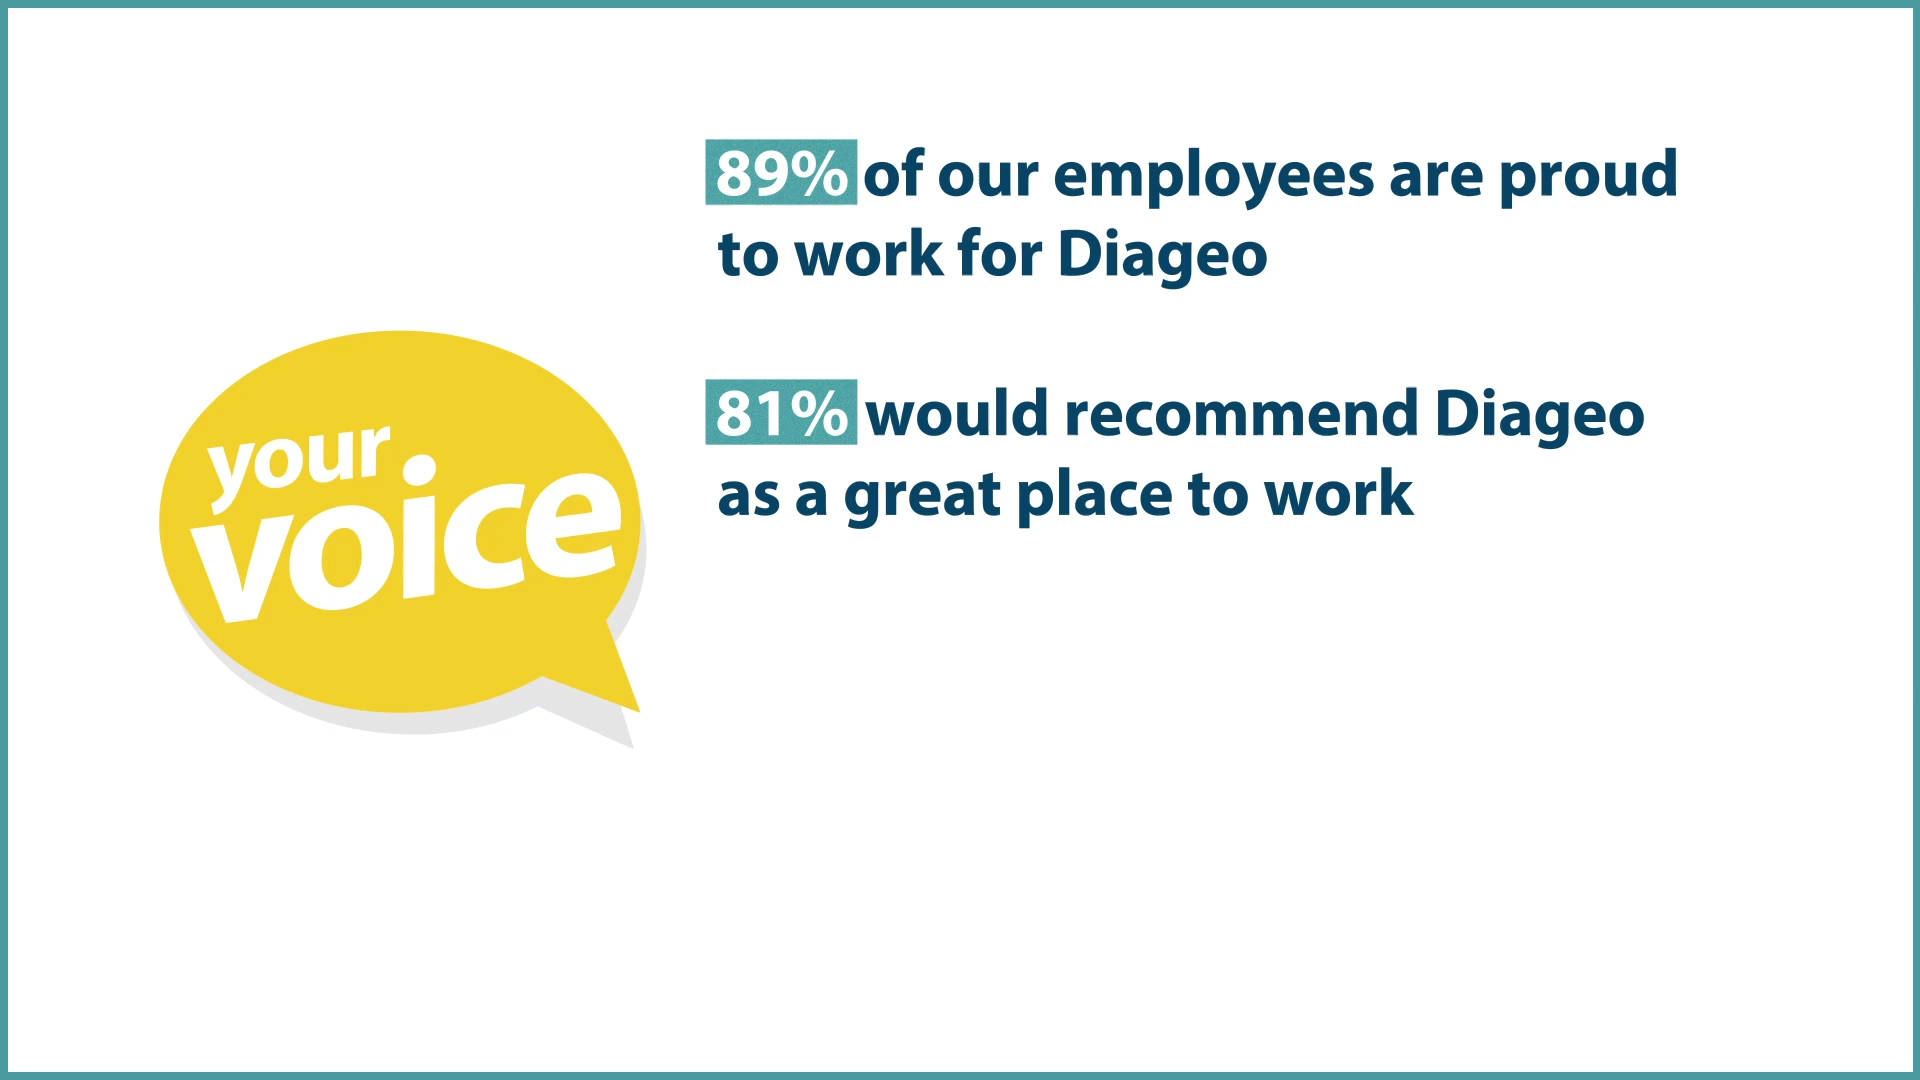 your
voice
89% of our employees are proud
to work for Diageo
81% would recommend Diageo
as a great place to work